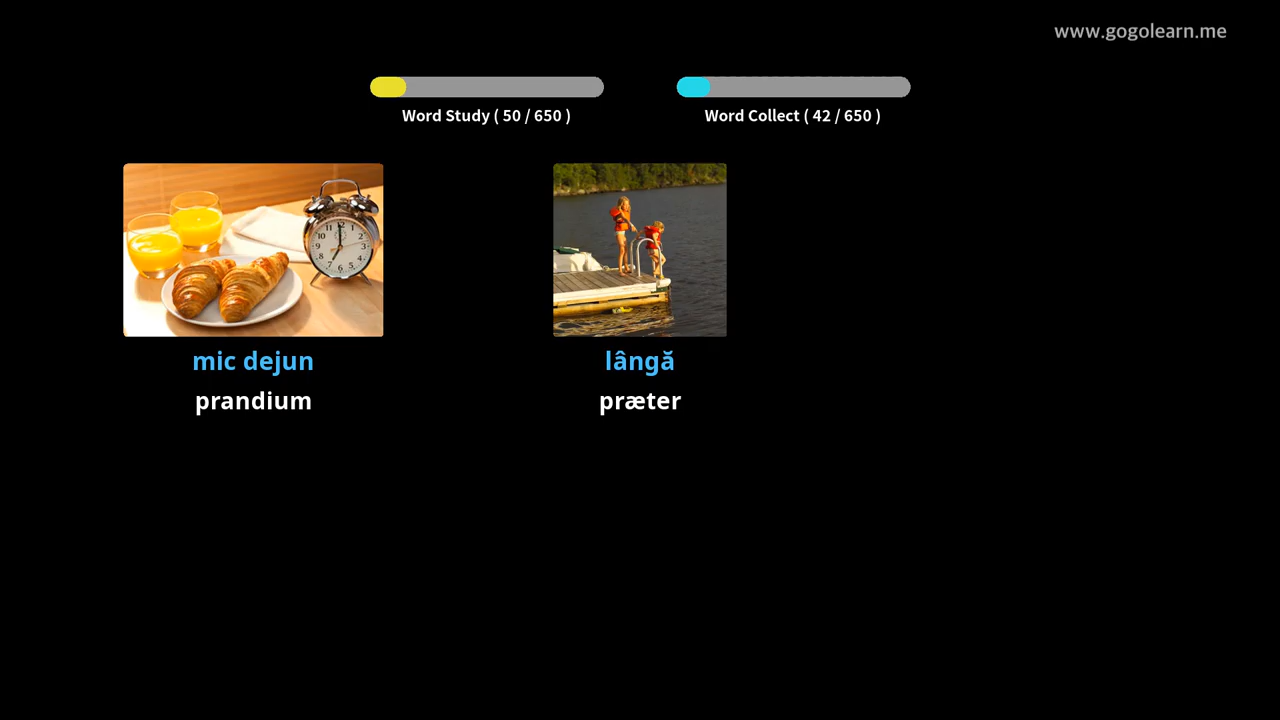 www.gogolearn.me
Word Study ( 50 / 650 )
Word Collect ( 42 / 650 )
mic dejun
prandium
lângă
præter